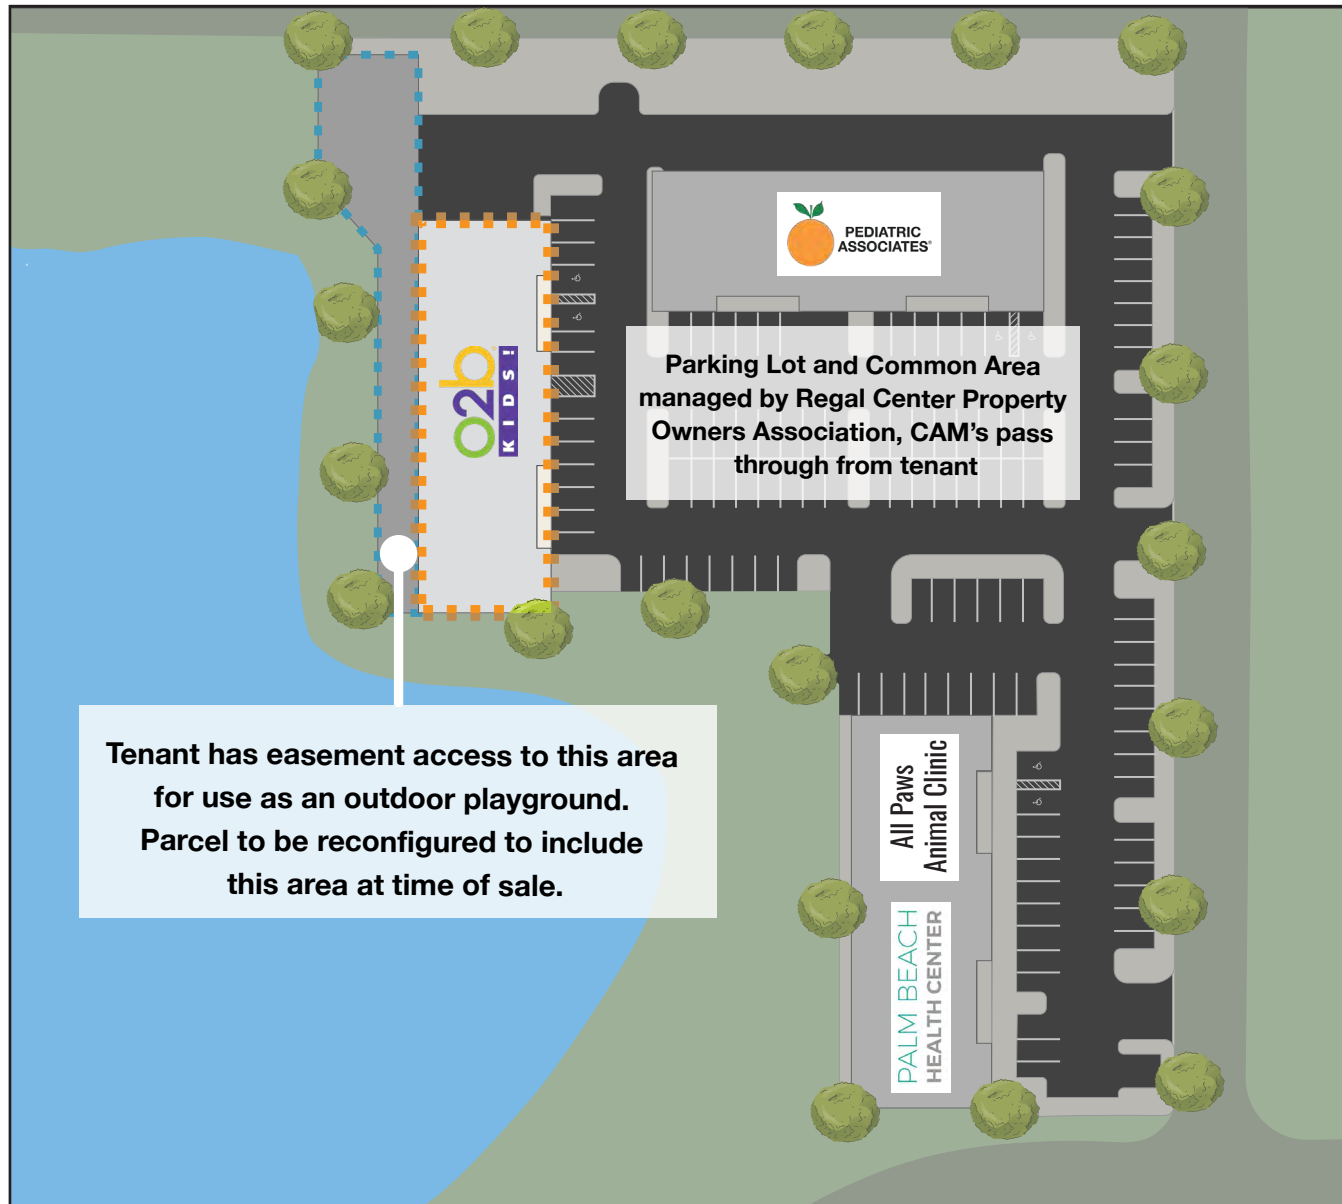 PEDIATRIC
ASSOCIATES®
o2b
KIDS!
Parking Lot and Common Area
managed by Regal Center Property
Owners Association, CAM’s pass
through from tenant
Tenant has easement access to this area
for use as an outdoor playground.
Parcel to be reconfigured to include
this area at time of sale.
All Paws
Animal Clinic
PALM BEACH
HEALTH CENTER